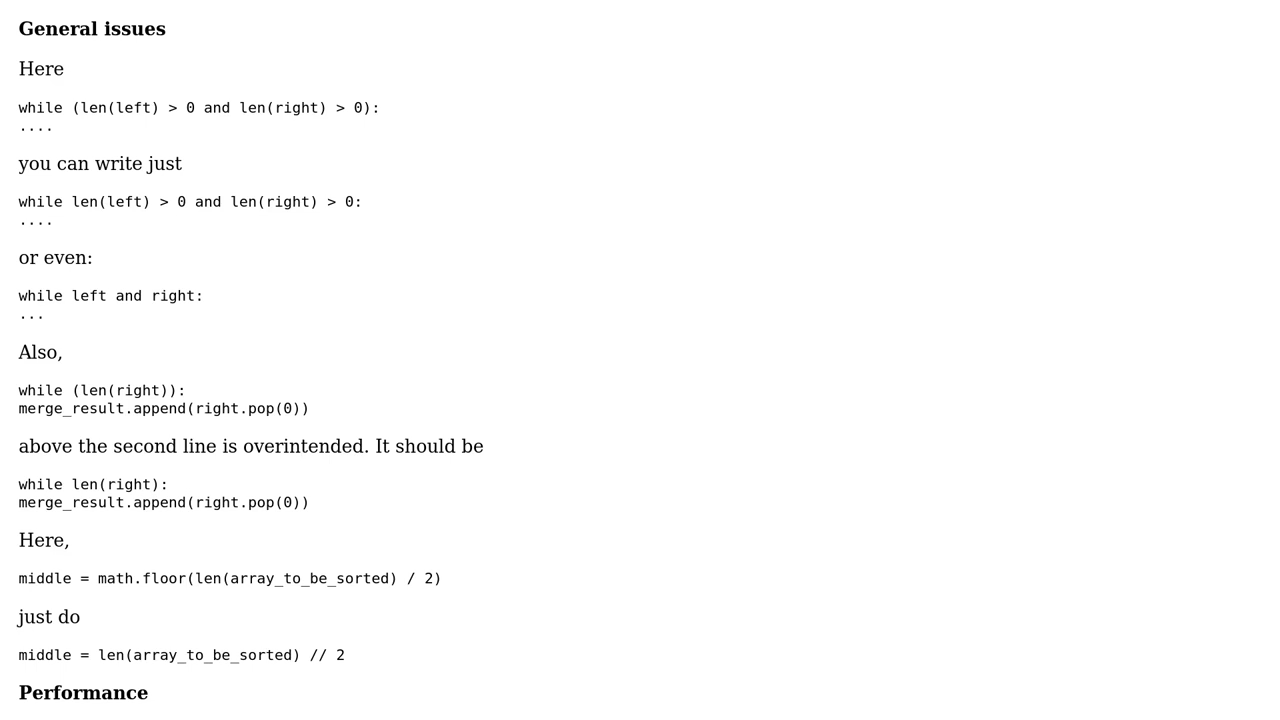 General issues
Here
while (len(left) > 0 and len(right) > 0):
....
you can write just
while len(left) > 0 and len(right) > 0:
....
or even:
while left and right:
...
Also,
while (len(right)):
merge_result.append(right.pop(0))
above the second line is overintended. It should be
while len(right):
merge_result.append(right.pop(0))
Here,
middle = math.floor(len(array_to_be_sorted) / 2)
just do
middle = len(array_to_be_sorted) // 2
Performance